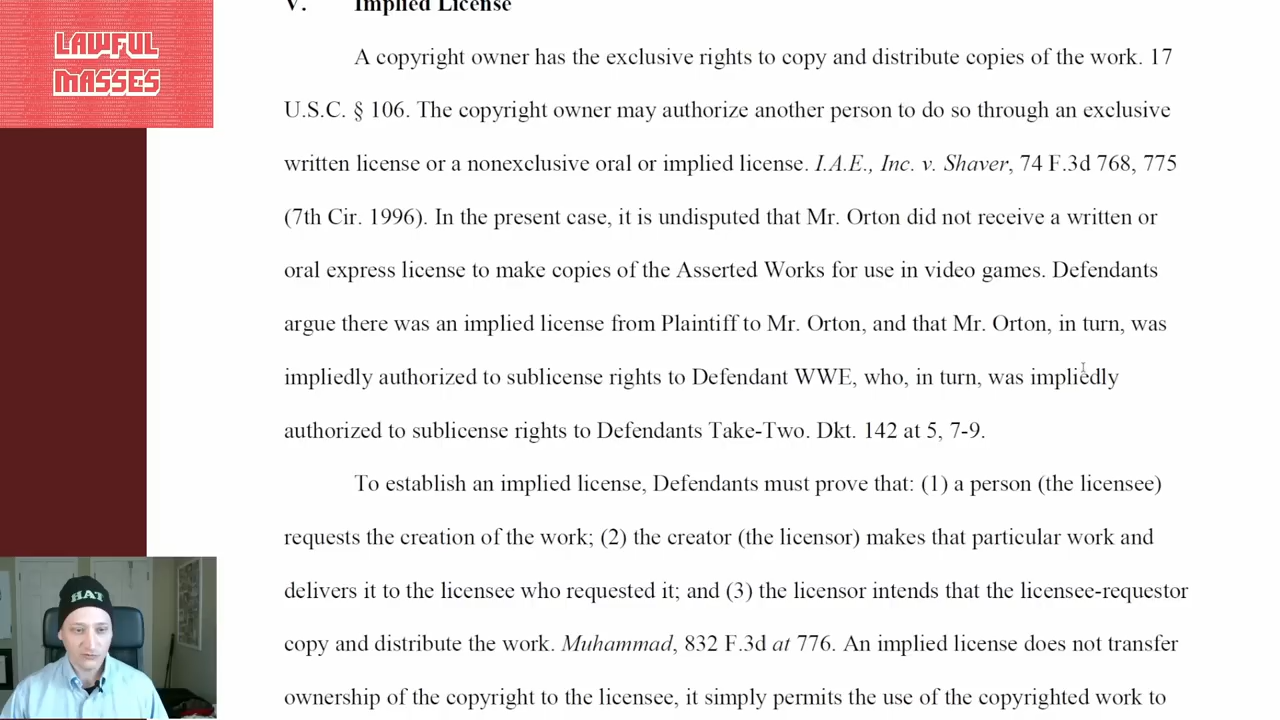 LAWFUL
MASSES
V. Implied License
A copyright owner has the exclusive rights to copy and distribute copies of the work. 17
U.S.C. § 106. The copyright owner may authorize another person to do so through an exclusive
written license or a nonexclusive oral or implied license. I.A.E., Inc. v. Shaver, 74 F.3d 768, 775
(7th Cir. 1996). In the present case, it is undisputed that Mr. Orton did not receive a written or
oral express license to make copies of the Asserted Works for use in video games. Defendants
argue there was an implied license from Plaintiff to Mr. Orton, and that Mr. Orton, in turn, was
impliedly authorized to sublicense rights to Defendant WWE, who, in turn, was impliedly
authorized to sublicense rights to Defendants Take-Two. Dkt. 142 at 5, 7-9.
To establish an implied license, Defendants must prove that: (1) a person (the licensee)
requests the creation of the work; (2) the creator (the licensor) makes that particular work and
delivers it to the licensee who requested it; and (3) the licensor intends that the licensee-requestor
copy and distribute the work. Muhammad, 832 F.3d at 776. An implied license does not transfer
ownership of the copyright to the licensee, it simply permits the use of the copyrighted work to
HAT